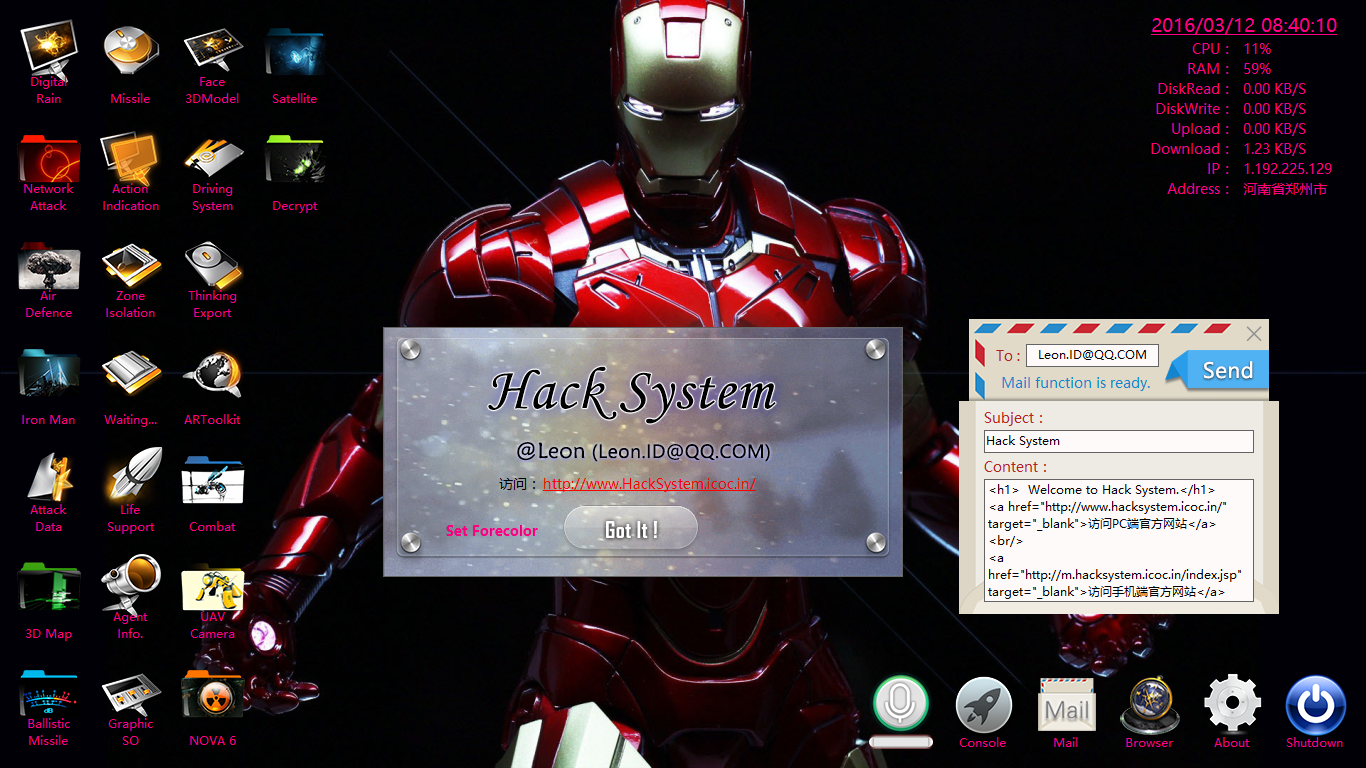 Digital
Rain
Missile
Face
3DModel
Satellite
Network
Attack
Action
Indication
Driving
System
Decrypt
Air
Defence
Zone
Isolation
Thinking
Export
Iron Man
Waiting...
ARToolkit
Attack
Data
Life
Support
Combat
3D Map
Agent
Info.
UAV
Camera
Ballistic
Missile
Graphic
SO
NOVA 6
2016/03/12 08:40:10
CPU : 11%
RAM : 59%
DiskRead : 0.00 KB/S
DiskWrite : 0.00 KB/S
Upload : 0.00 KB/S
Download : 1.23 KB/S
IP : 1.192.225.129
Address : 河南省郑州市
Hack System
@Leon (Leon.ID@QQ.COM)
访问：http://www.HackSystem.icoc.in/
Set Forecolor
Got It !
To : Leon.ID@QQ.COM
Send
Mail function is ready.
Subject :
Hack System
Content :
<h1> Welcome to Hack System.</h1>
<a href="http://www.hacksystem.icoc.in/"
target="_blank">访问PC端官方网站</a>
<br/>
<a
href="http://m.hacksystem.icoc.in/index.jsp"
target="_blank">访问手机端官方网站</a>
dB
Mail
Console
Mail
Browser
About
Shutdown